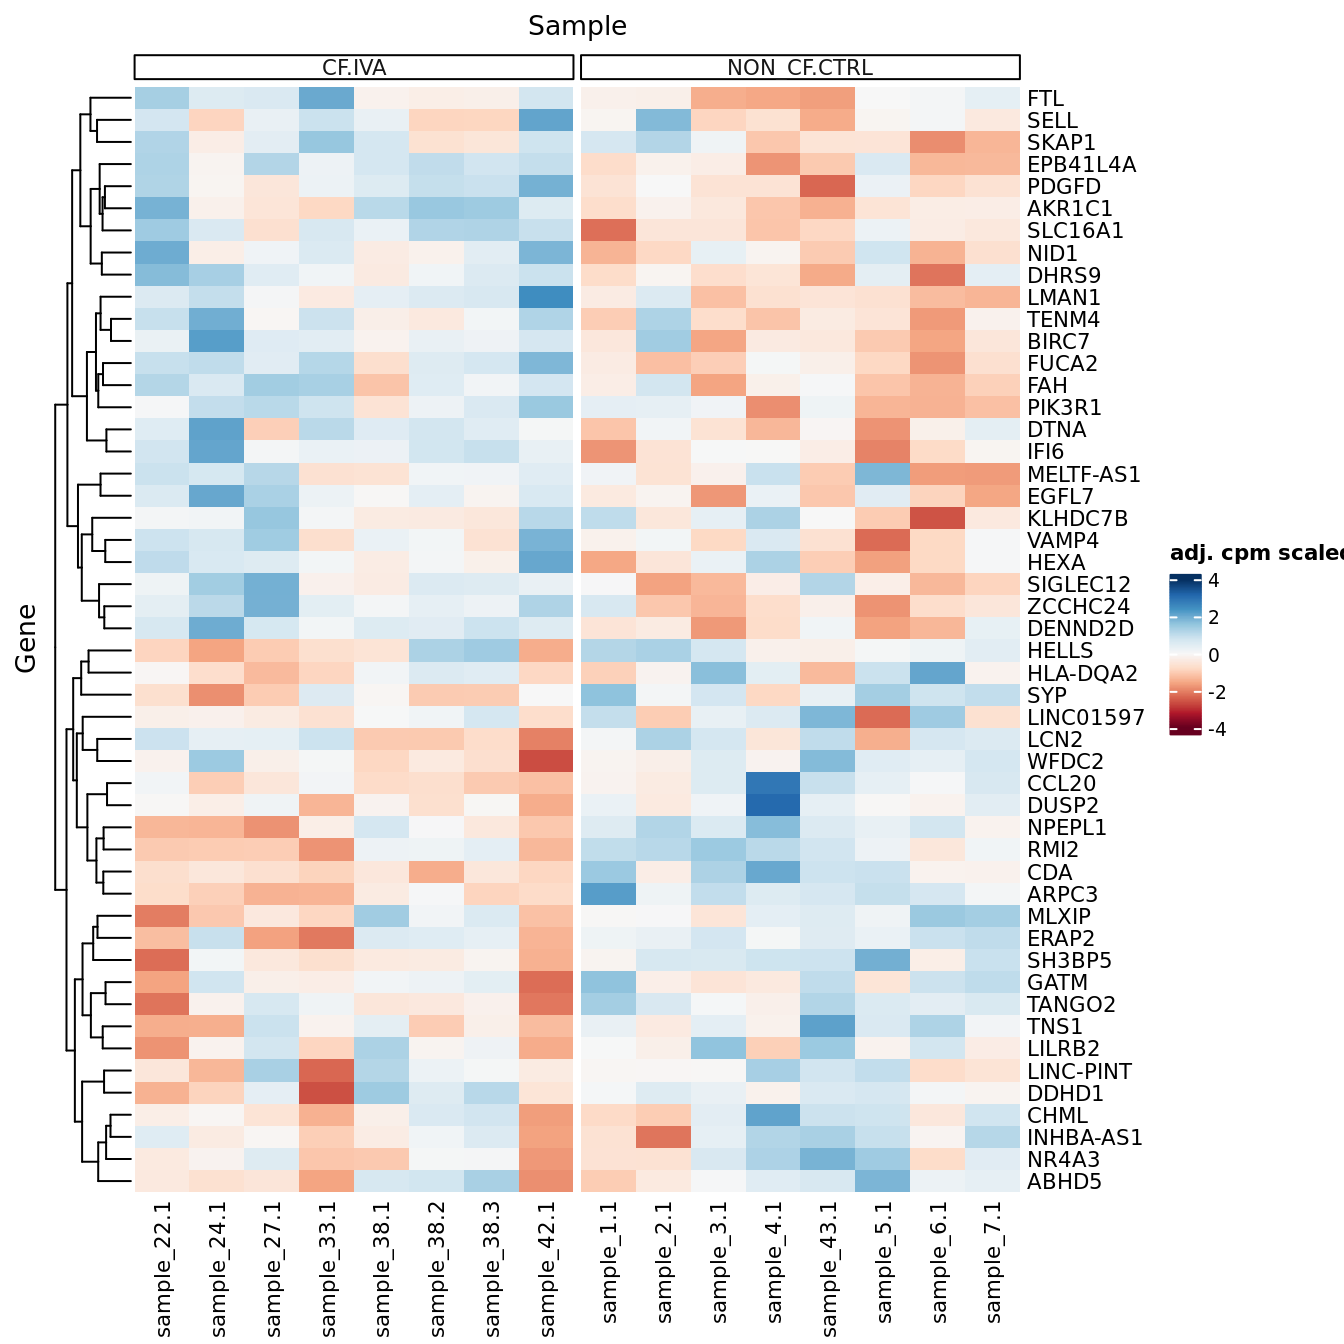 Sample
CF.IVA
NON_CF.CTRL
FTL
SELL
SKAP1
EPB41L4A
PDGFD
AKR1C1
SLC16A1
NID1
DHRS9
LMAN1
TENM4
BIRC7
FUCA2
FAH
PIK3R1
DTNA
IFI6
MELTF-AS1
EGFL7
KLHDC7B
VAMP4
HEXA
SIGLEC12
ZCCHC24
DENND2D
HELLS
HLA-DQA2
SYP
LINC01597
LCN2
WFDC2
CCL20
DUSP2
NPEPL1
RMI2
CDA
ARPC3
MLXIP
ERAP2
SH3BP5
GATM
TANGO2
TNS1
LILRB2
LINC-PINT
DDHD1
CHML
INHBA-AS1
NR4A3
ABHD5
Gene
sample_22.1
sample_24.1
sample_27.1
sample_33.1
sample_38.1
sample_38.2
sample_38.3
sample_42.1
sample_1.1
sample_2.1
sample_3.1
sample_4.1
sample_43.1
sample_5.1
sample_6.1
sample_7.1
adj. cpm scaled
4
2
0
-2
-4